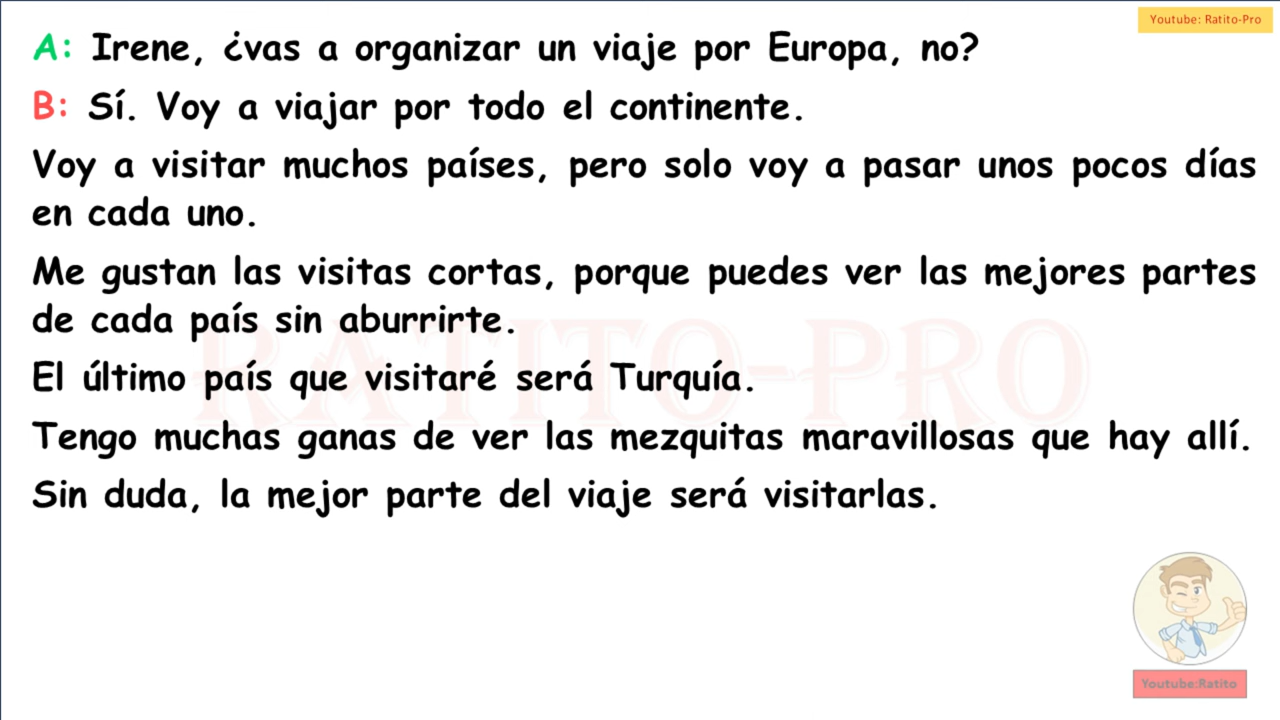 Youtube: Ratito-Pro
A: Irene, ¿vas a organizar un viaje por Europa, no?
B: Sí. Voy a viajar por todo el continente.
Voy a visitar muchos países, pero solo voy a pasar unos pocos días
en cada uno.
Me gustan las visitas cortas, porque puedes ver las mejores partes
de cada país sin aburrirte.
El último país que visitaré será Turquía.
Tengo muchas ganas de ver las mezquitas maravillosas que hay allí.
Sin duda, la mejor parte del viaje será visitarlas.
RATITO-PRO
Youtube:Ratito